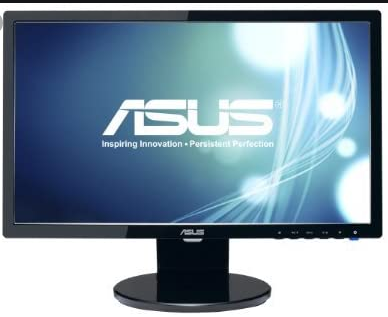 ASUS®
Inspiring Innovation • Persistent Perfection
ASUS